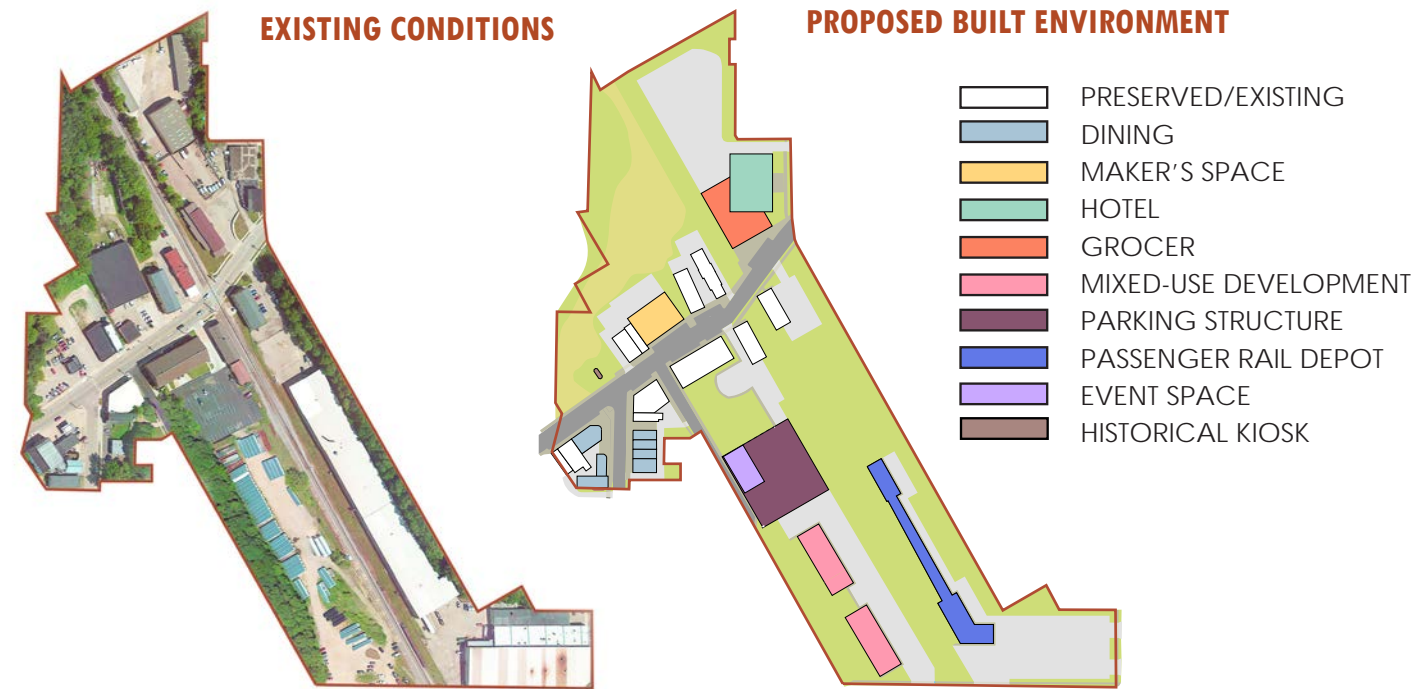 EXISTING CONDITIONS
PROPOSED BUILT ENVIRONMENT
PRESERVED/EXISTING
DINING
MAKER'S SPACE
HOTEL
GROCER
MIXED-USE DEVELOPMENT
PARKING STRUCTURE
PASSENGER RAIL DEPOT
EVENT SPACE
HISTORICAL KIOSK